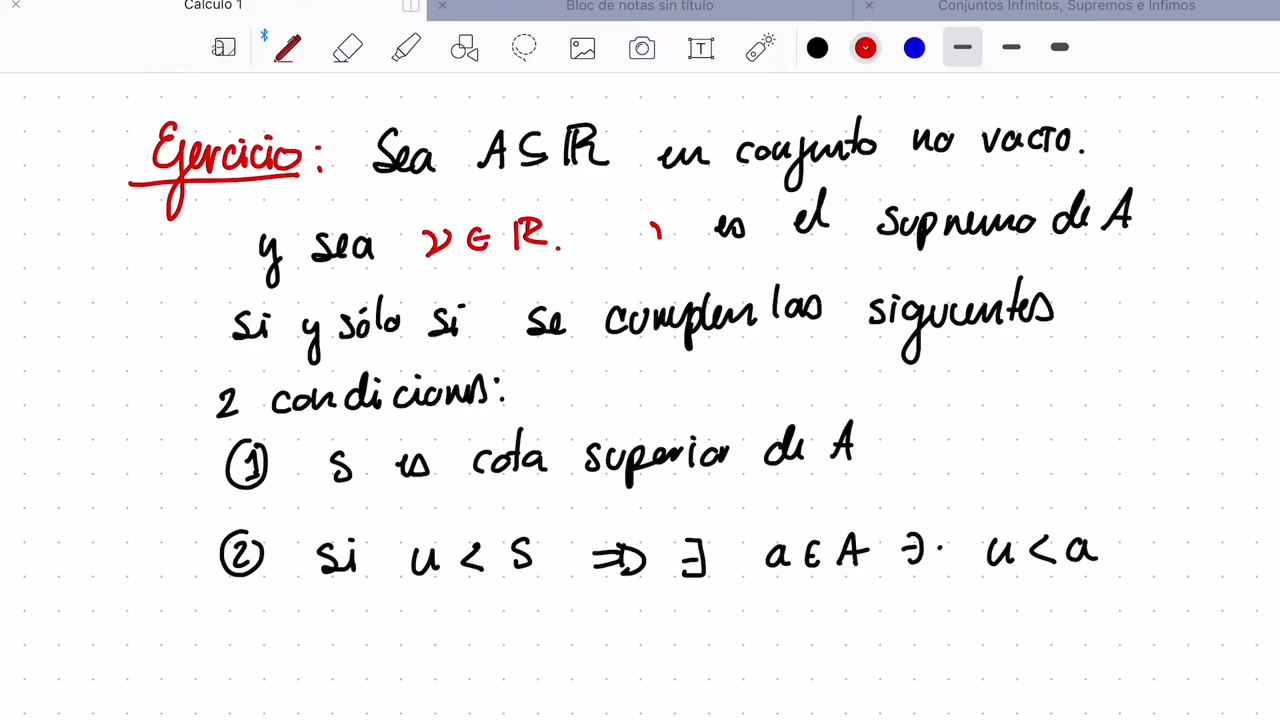 Calculo 1
Bloc de notas sin título
Conjuntos Infinitos, Supremos e Infimos
Ejercicio: Sea A ⊆ ℝ un conjunto no vacío.
y sea ν ∈ ℝ. es el supremo de A
si y sólo si se cumplen las siguientes
2 condiciones:
① s es cota superior de A
② si u < s ⇒ ∃ a ∈ A ∋· u < a